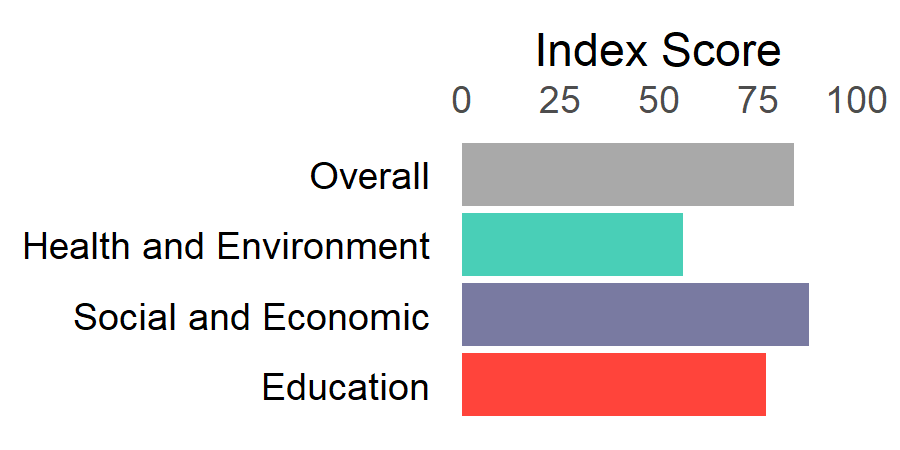 Index Score
0 25 50 75 100
Overall
Health and Environment
Social and Economic
Education